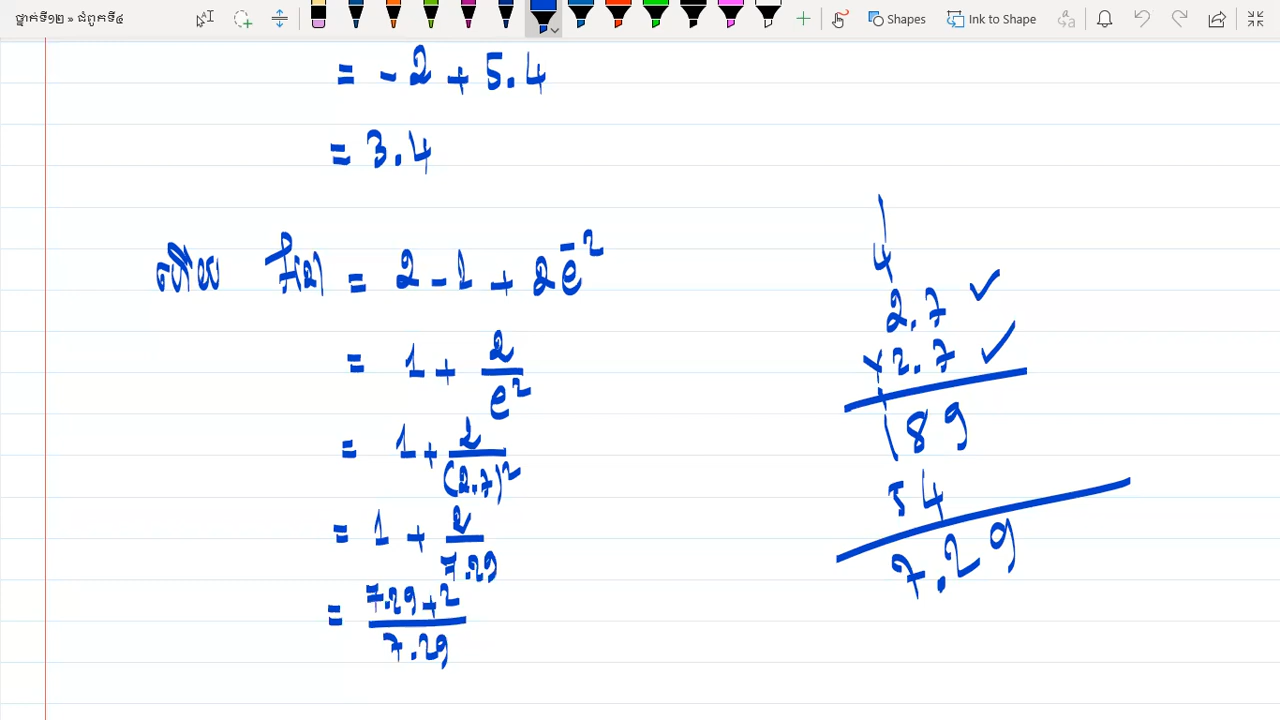 ថ្នាក់ទី១២ » ជំពូកទី៤
Shapes
Ink to Shape
= - 2 + 5.4
= 3.4
ហើយ f(2) = 2 - 1 + 2e⁻²
= 1 + 2/e²
= 1 + 2/(2.7)²
= 1 + 2/7.29
= (7.29 + 2)/7.29
1
4
2.7 ✓
× 2.7 ✓
189
54
7.29